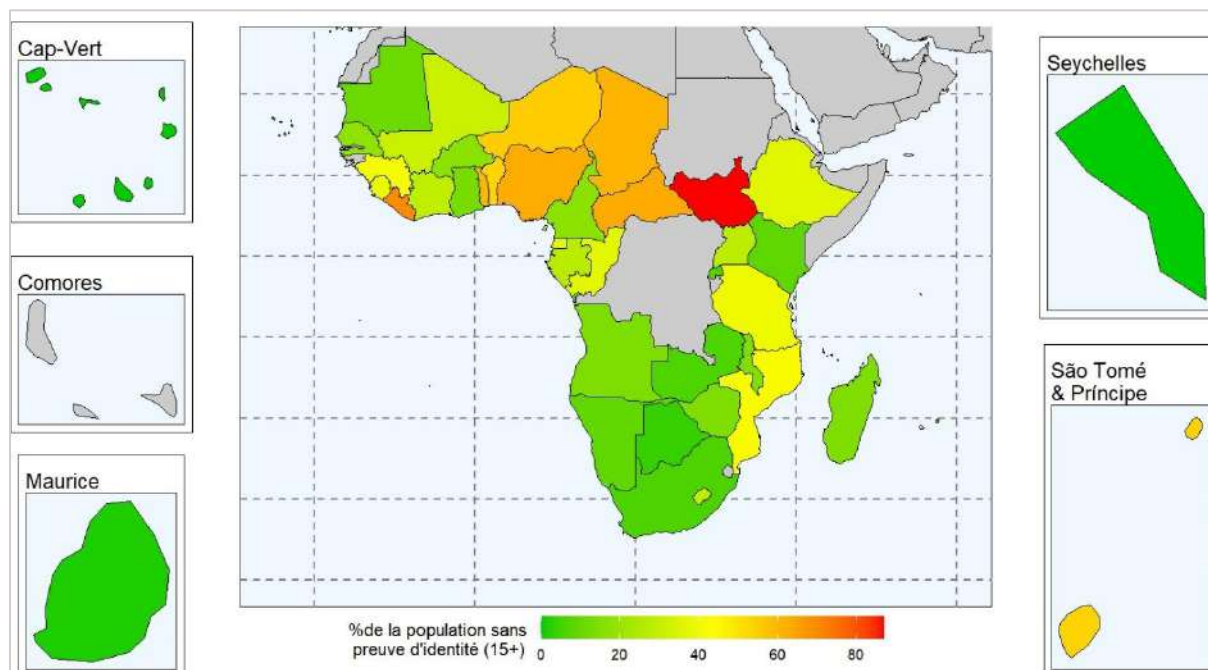 Cap-Vert
Comores
Maurice
Seychelles
São Tomé
& Príncipe
%de la population sans
preuve d'identité (15+)
0 20 40 60 80